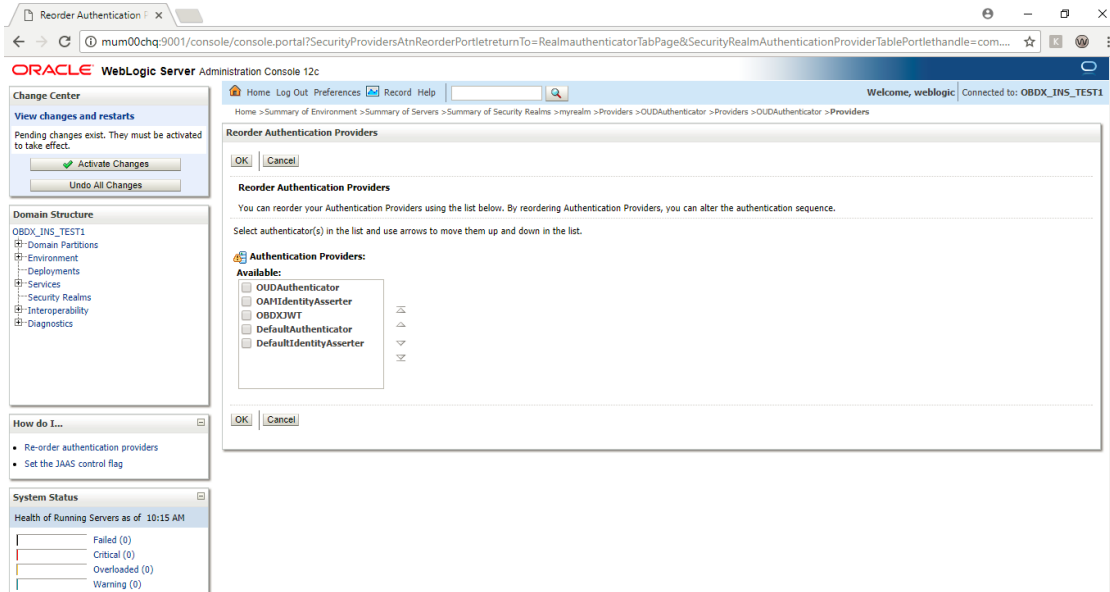 Reorder Authentication P
mum00chq:9001/console/console.portal?SecurityProvidersAtnReorderPortletreturnTo=RealmauthenticatorTabPage&SecurityRealmAuthenticationProviderTablePortlethandle=com....
ORACLE WebLogic Server Administration Console 12c
Change Center
View changes and restarts
Pending changes exist. They must be activated
to take effect.
Activate Changes
Undo All Changes
Domain Structure
OBDX_INS_TEST1
Domain Partitions
Environment
Deployments
Services
Security Realms
Interoperability
Diagnostics
How do I...
Re-order authentication providers
Set the JAAS control flag
System Status
Health of Running Servers as of 10:15 AM
Failed (0)
Critical (0)
Overloaded (0)
Warning (0)
Home Log Out Preferences Record Help
Welcome, weblogic Connected to: OBDX_INS_TEST1
Home >Summary of Environment >Summary of Servers >Summary of Security Realms >myrealm >Providers >OUDAuthenticator >Providers >OUDAuthenticator >Providers
Reorder Authentication Providers
OK Cancel
Reorder Authentication Providers
You can reorder your Authentication Providers using the list below. By reordering Authentication Providers, you can alter the authentication sequence.
Select authenticator(s) in the list and use arrows to move them up and down in the list.
Authentication Providers:
Available:
OUDAuthenticator
OAMIdentityAsserter
OBDXJWT
DefaultAuthenticator
DefaultIdentityAsserter
OK Cancel